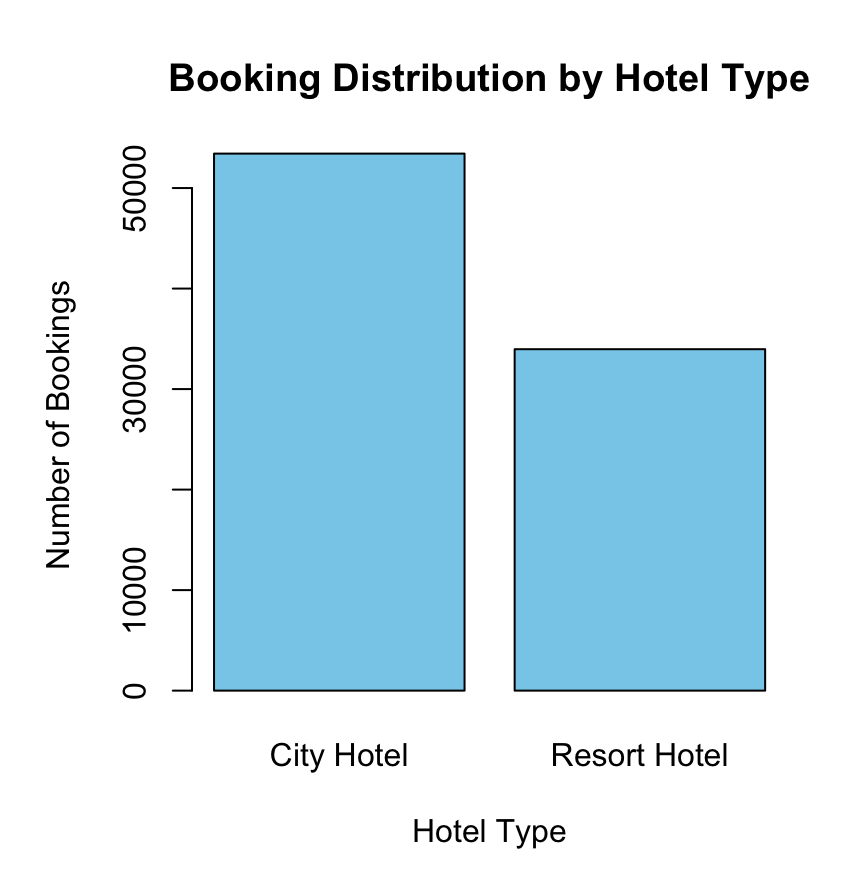 Booking Distribution by Hotel Type
Number of Bookings
50000
30000
10000
0
City Hotel
Resort Hotel
Hotel Type